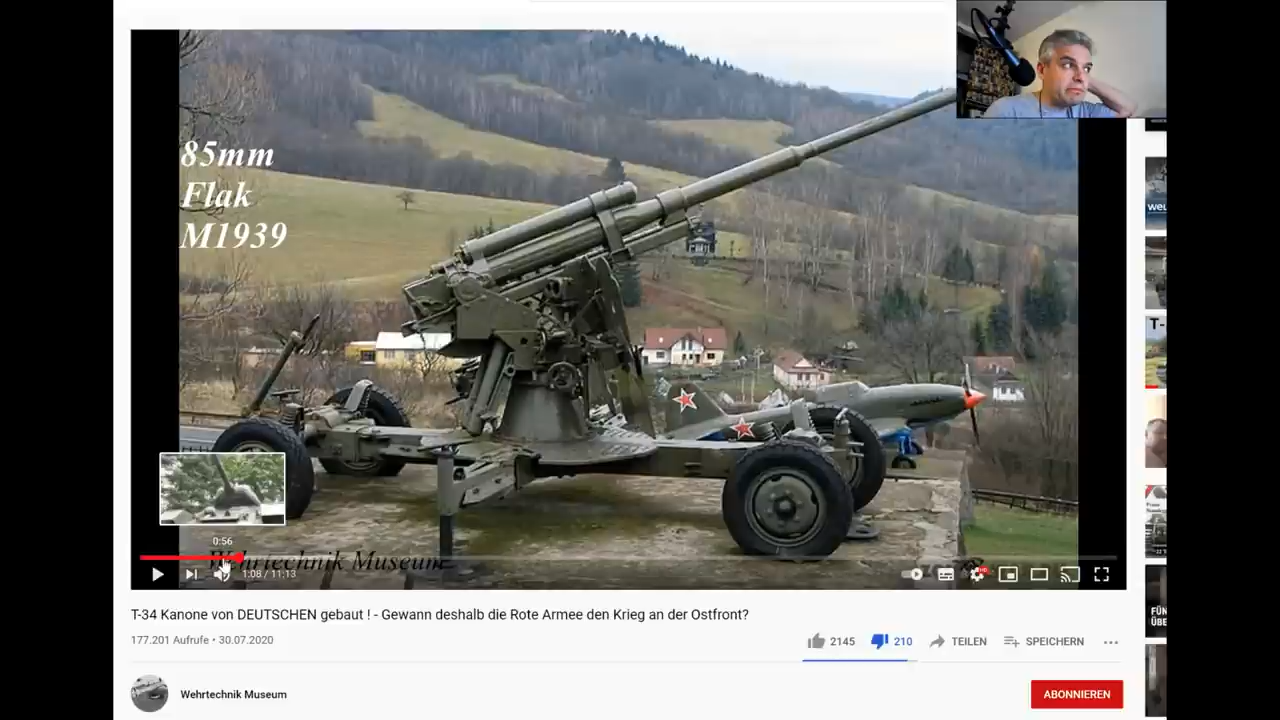 85mm
Flak
M1939
0:56
Wehrtechnik Museum
1:08 / 11:13
T-34 Kanone von DEUTSCHEN gebaut ! - Gewann deshalb die Rote Armee den Krieg an der Ostfront?
177.201 Aufrufe • 30.07.2020
2145
210
TEILEN
SPEICHERN
Wehrtechnik Museum
ABONNIEREN
T-
FÜN
ÜBE